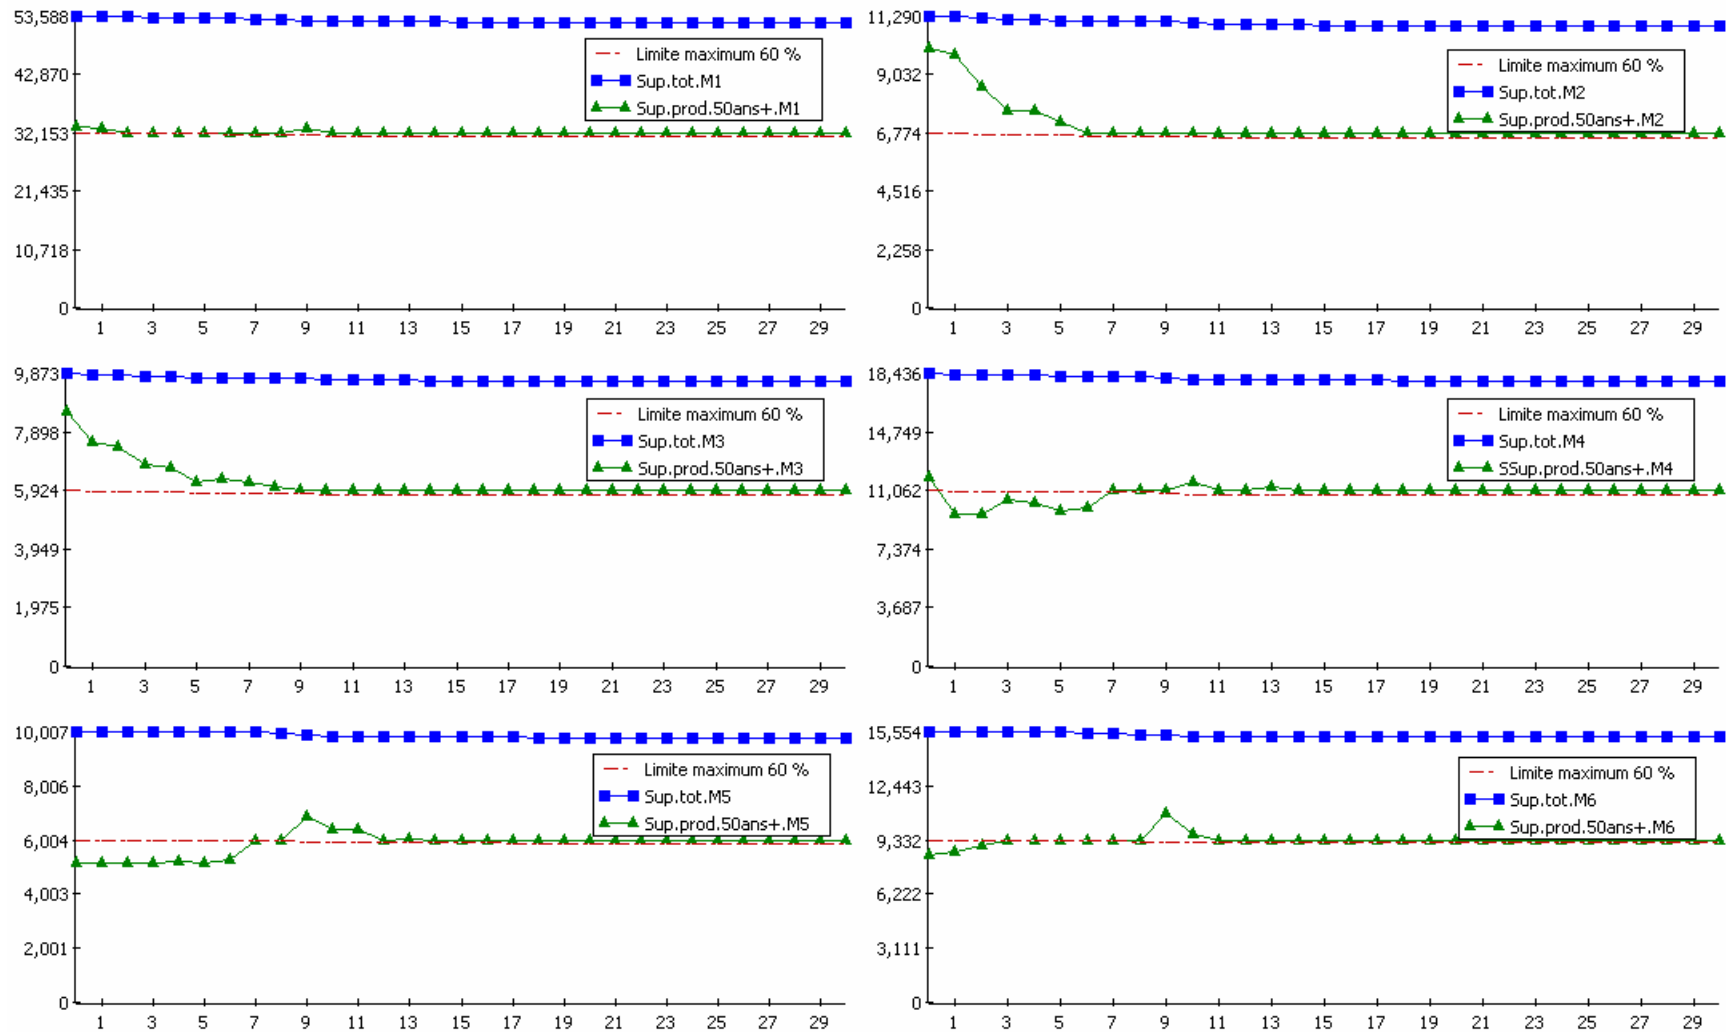 53,588
42,870
32,153
21,435
10,718
0
1 3 5 7 9 11 13 15 17 19 21 23 25 27 29
Limite maximum 60 %
Sup.tot.M1
Sup.prod.50ans+.M1
11,290
9,032
6,774
4,516
2,258
0
1 3 5 7 9 11 13 15 17 19 21 23 25 27 29
Limite maximum 60 %
Sup.tot.M2
Sup.prod.50ans+.M2
9,873
7,898
5,924
3,949
1,975
0
1 3 5 7 9 11 13 15 17 19 21 23 25 27 29
Limite maximum 60 %
Sup.tot.M3
Sup.prod.50ans+.M3
18,436
14,749
11,062
7,374
3,687
0
1 3 5 7 9 11 13 15 17 19 21 23 25 27 29
Limite maximum 60 %
Sup.tot.M4
SSup.prod.50ans+.M4
10,007
8,006
6,004
4,003
2,001
0
1 3 5 7 9 11 13 15 17 19 21 23 25 27 29
Limite maximum 60 %
Sup.tot.M5
Sup.prod.50ans+.M5
15,554
12,443
9,332
6,222
3,111
0
1 3 5 7 9 11 13 15 17 19 21 23 25 27 29
Limite maximum 60 %
Sup.tot.M6
Sup.prod.50ans+.M6